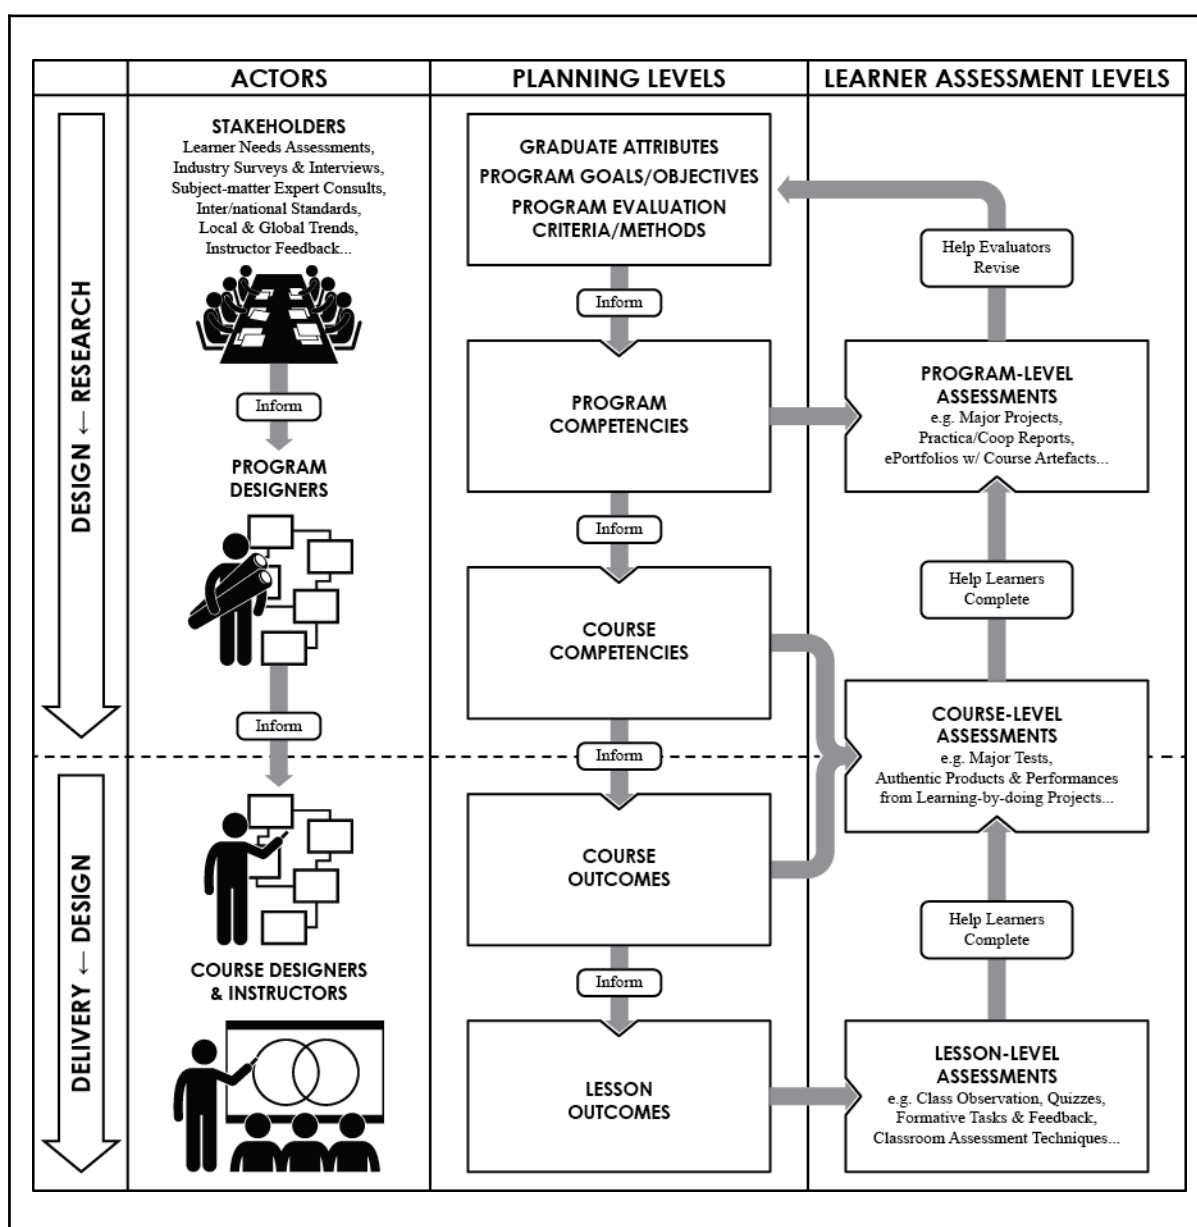 ACTORS
PLANNING LEVELS
LEARNER ASSESSMENT LEVELS
DESIGN ← RESEARCH
STAKEHOLDERS
Learner Needs Assessments,
Industry Surveys & Interviews,
Subject-matter Expert Consults,
Inter/national Standards,
Local & Global Trends,
Instructor Feedback...
Inform
PROGRAM
DESIGNERS
Inform
DELIVERY ← DESIGN
COURSE DESIGNERS
& INSTRUCTORS
GRADUATE ATTRIBUTES
PROGRAM GOALS/OBJECTIVES
PROGRAM EVALUATION
CRITERIA/METHODS
Inform
PROGRAM
COMPETENCIES
Inform
COURSE
COMPETENCIES
Inform
COURSE
OUTCOMES
Inform
LESSON
OUTCOMES
Help Evaluators
Revise
PROGRAM-LEVEL
ASSESSMENTS
e.g. Major Projects,
Practica/Coop Reports,
ePortfolios w/ Course Artefacts...
Help Learners
Complete
COURSE-LEVEL
ASSESSMENTS
e.g. Major Tests,
Authentic Products & Performances
from Learning-by-doing Projects...
Help Learners
Complete
LESSON-LEVEL
ASSESSMENTS
e.g. Class Observation, Quizzes,
Formative Tasks & Feedback,
Classroom Assessment Techniques...